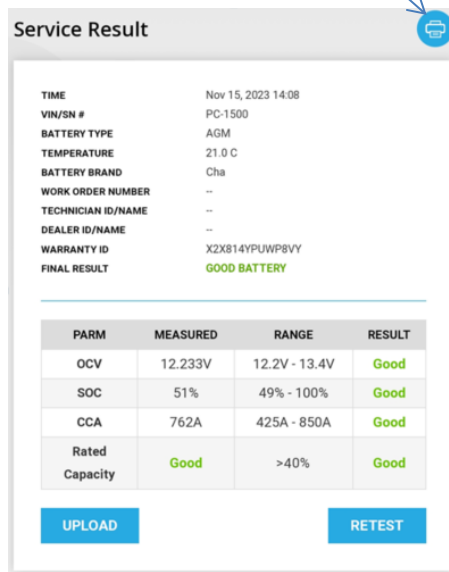 Service Result
TIME Nov 15, 2023 14:08
VIN/SN # PC-1500
BATTERY TYPE AGM
TEMPERATURE 21.0 C
BATTERY BRAND Cha
WORK ORDER NUMBER --
TECHNICIAN ID/NAME --
DEALER ID/NAME --
WARRANTY ID X2X814YPUWP8VY
FINAL RESULT GOOD BATTERY
PARM MEASURED RANGE RESULT
OCV 12.233V 12.2V - 13.4V Good
SOC 51% 49% - 100% Good
CCA 762A 425A - 850A Good
Rated
Capacity Good >40% Good
UPLOAD RETEST